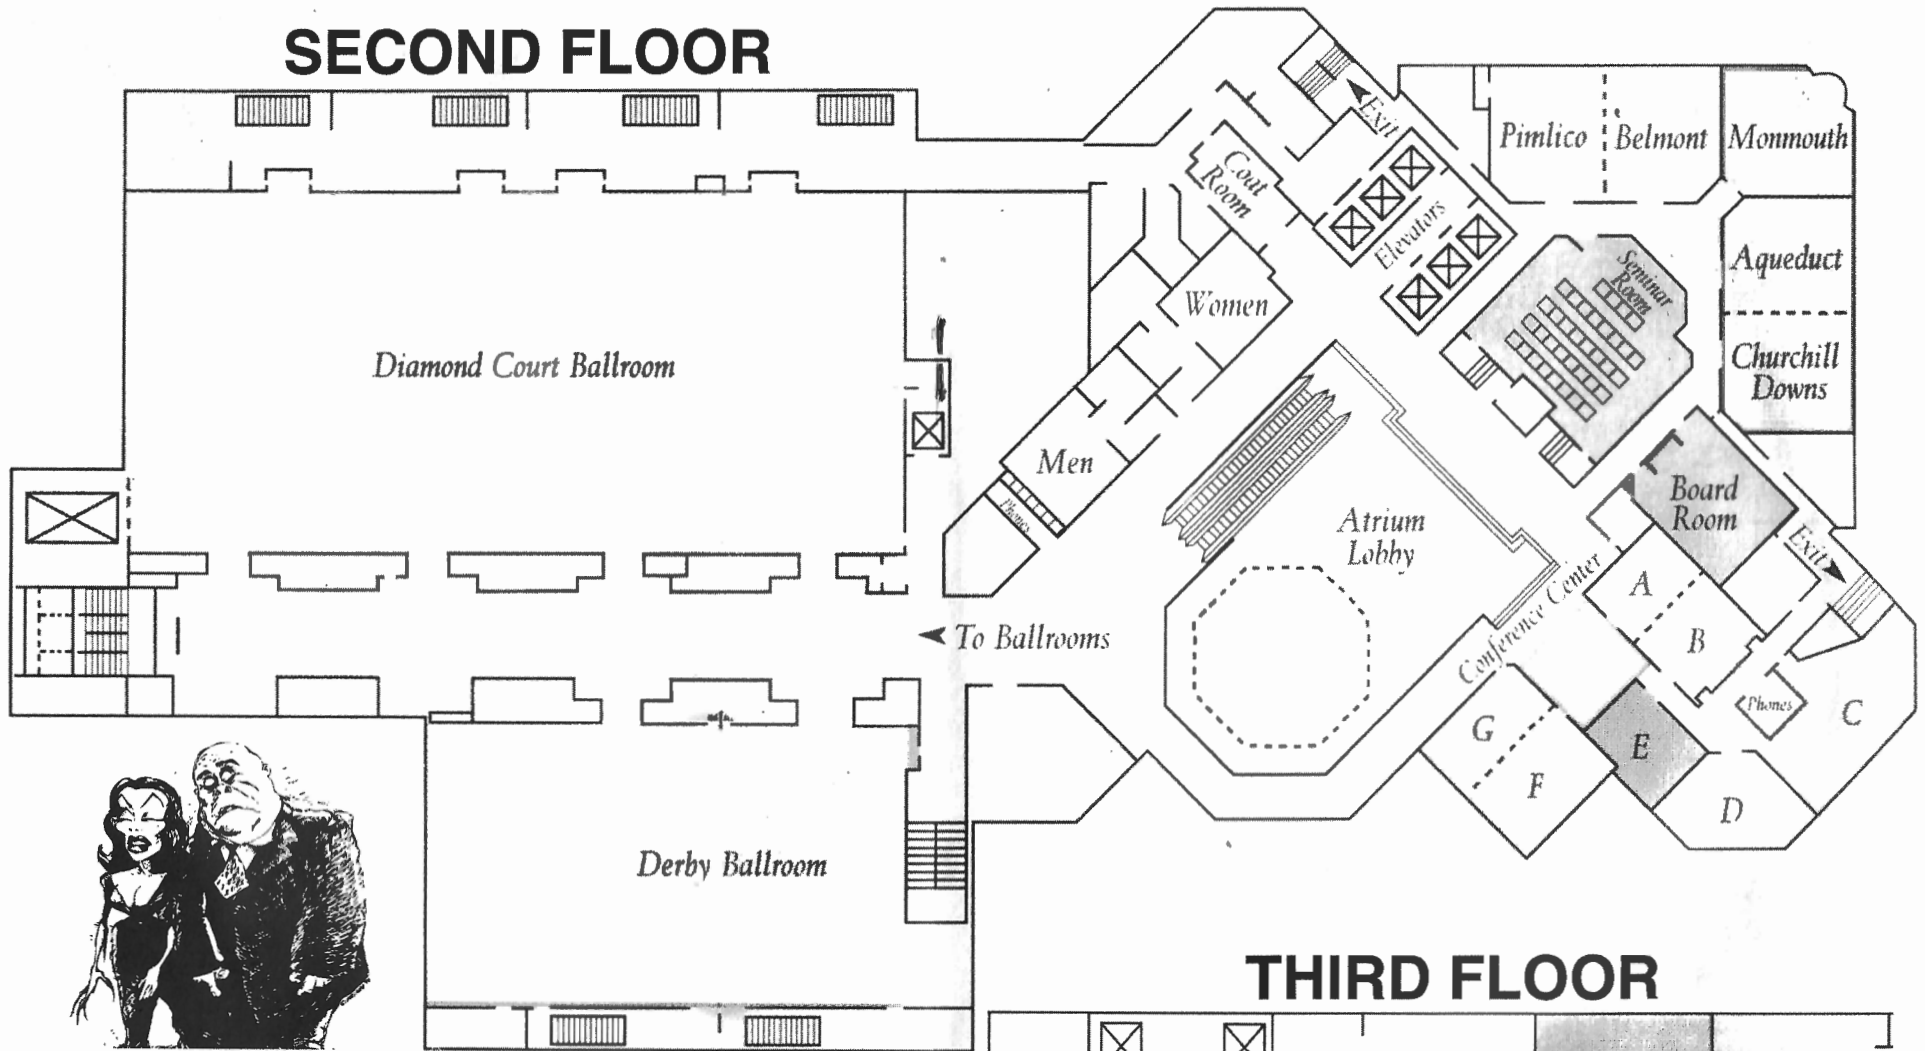 SECOND FLOOR
Exit
Pimlico
Belmont
Monmouth
Coat
Room
Elevators
Women
Seminar
Room
Aqueduct
Churchill
Downs
Diamond Court Ballroom
Men
Phones
Atrium
Lobby
Board
Room
Exit
To Ballrooms
Conference Center
A
B
C
Phones
G
E
F
D
Derby Ballroom
THIRD FLOOR